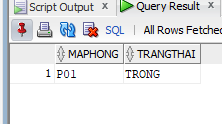 Script Output × Query Result ×
SQL | All Rows Fetched
MAPHONG TRANGTHAI
1 P01 TRONG